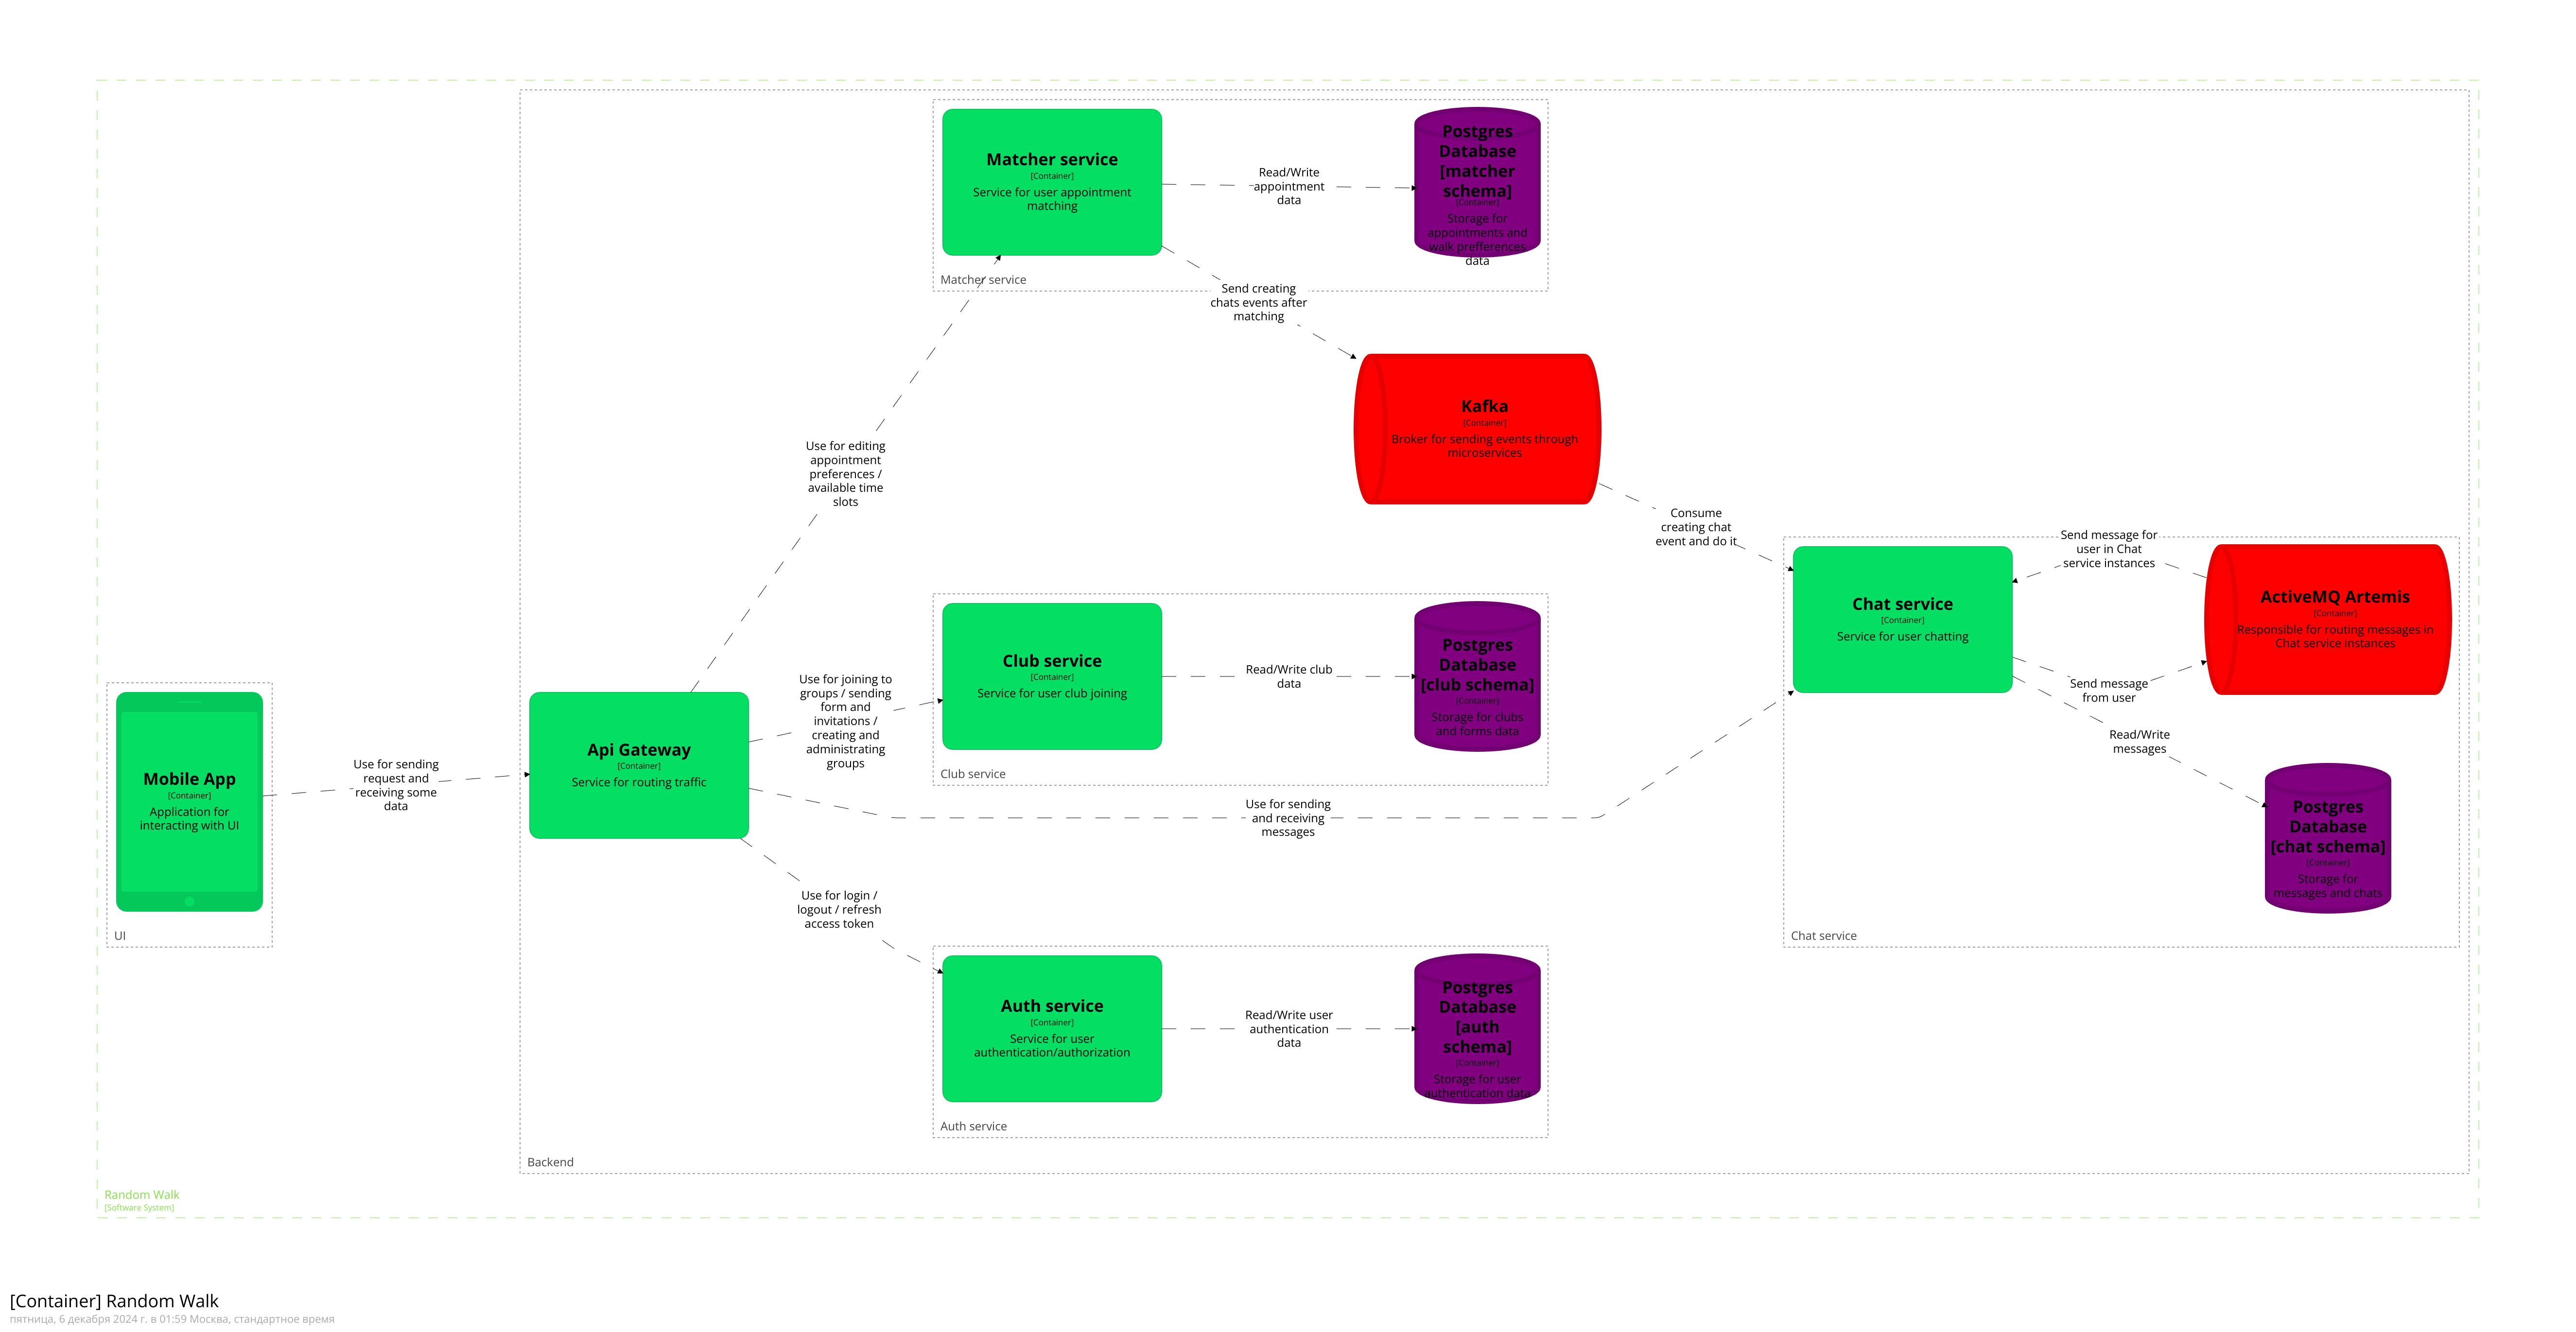 Matcher service
[Container]
Service for user appointment
matching
Read/Write
appointment
data
Postgres
Database
[matcher
schema]
[Container]
Storage for
appointments and
walk prefferences
data
Matcher service
Send creating
chats events after
matching
Kafka
[Container]
Broker for sending events through
microservices
Use for editing
appointment
preferences /
available time
slots
Consume
creating chat
event and do it
Send message for
user in Chat
service instances
Chat service
[Container]
Service for user chatting
ActiveMQ Artemis
[Container]
Responsible for routing messages in
Chat service instances
Send message
from user
Read/Write
messages
Postgres
Database
[chat schema]
[Container]
Storage for
messages and chats
Chat service
Club service
[Container]
Service for user club joining
Read/Write club
data
Postgres
Database
[club schema]
[Container]
Storage for clubs
and forms data
Club service
Use for joining to
groups / sending
form and
invitations /
creating and
administrating
groups
Api Gateway
[Container]
Service for routing traffic
Mobile App
[Container]
Application for
interacting with UI
UI
Use for sending
request and
receiving some
data
Use for sending
and receiving
messages
Use for login /
logout / refresh
access token
Auth service
[Container]
Service for user
authentication/authorization
Read/Write user
authentication
data
Postgres
Database
[auth
schema]
[Container]
Storage for user
authentication data
Auth service
Backend
Random Walk
[Software System]
[Container] Random Walk
пятница, 6 декабря 2024 г. в 01:59 Москва, стандартное время